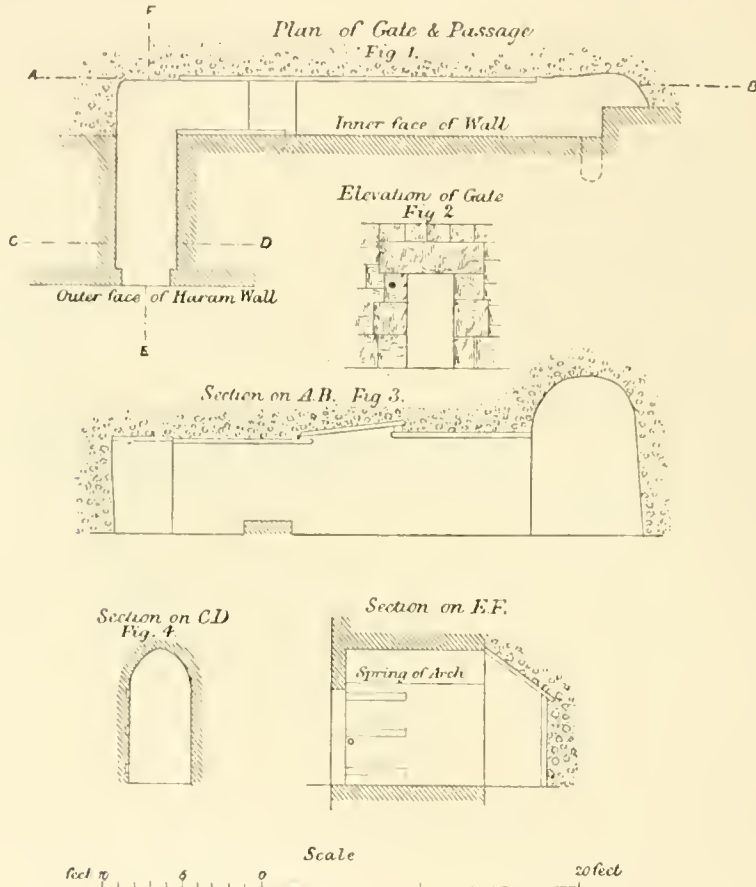 F
Plan of Gate & Passage
Fig 1.
A
B
Inner face of Wall
Elevation of Gate
Fig 2
C
D
Outer face of Haram Wall
E
Section on A.B. Fig 3.
Section on C.D
Fig. 4.
Section on E.F.
Spring of Arch
Scale
feet 10 5 0 20 feet